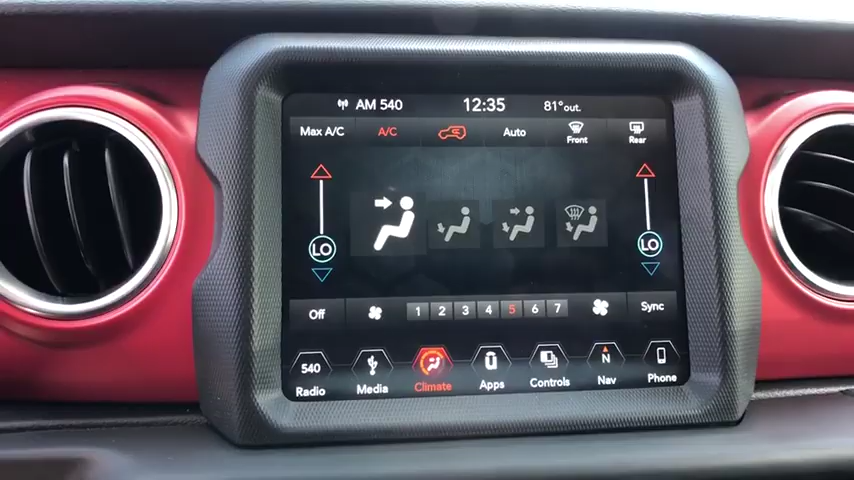 AM 540 12:35 81° out.
Max A/C A/C Auto Front Rear
LO LO
Off 1 2 3 4 5 6 7 Sync
540 N
Radio Media Climate Apps Controls Nav Phone